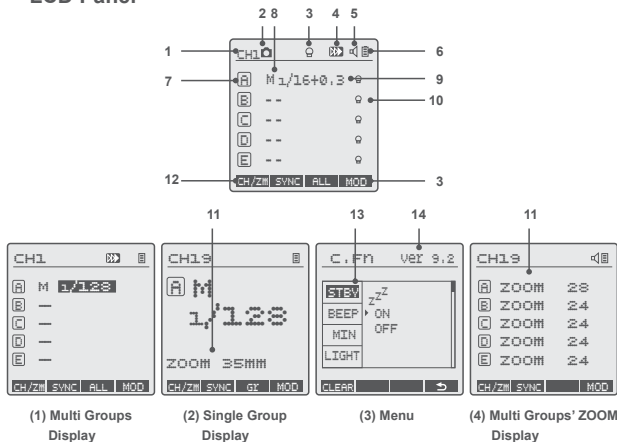 LCD Panel
2 8 3 4 5
1 CH1 6
7 A M 1/16+0.3 9
B -- 10
C --
D --
E --
12 CH/ZM SYNC ALL MOD 3
11 13 14 11
CH1
A M 1/128
B –
C –
D –
E –
CH/ZM SYNC ALL MOD
(1) Multi Groups
Display
CH19
A M
1/128
ZOOM 35MM
CH/ZM SYNC Gr MOD
(2) Single Group
Display
C.Fn Ver 9.2
STBY zzZ
BEEP ON
MIN OFF
LIGHT
CLEAR
(3) Menu
CH19
A ZOOM 28
B ZOOM 24
C ZOOM 24
D ZOOM 24
E ZOOM 24
CH/ZM SYNC MOD
(4) Multi Groups' ZOOM
Display